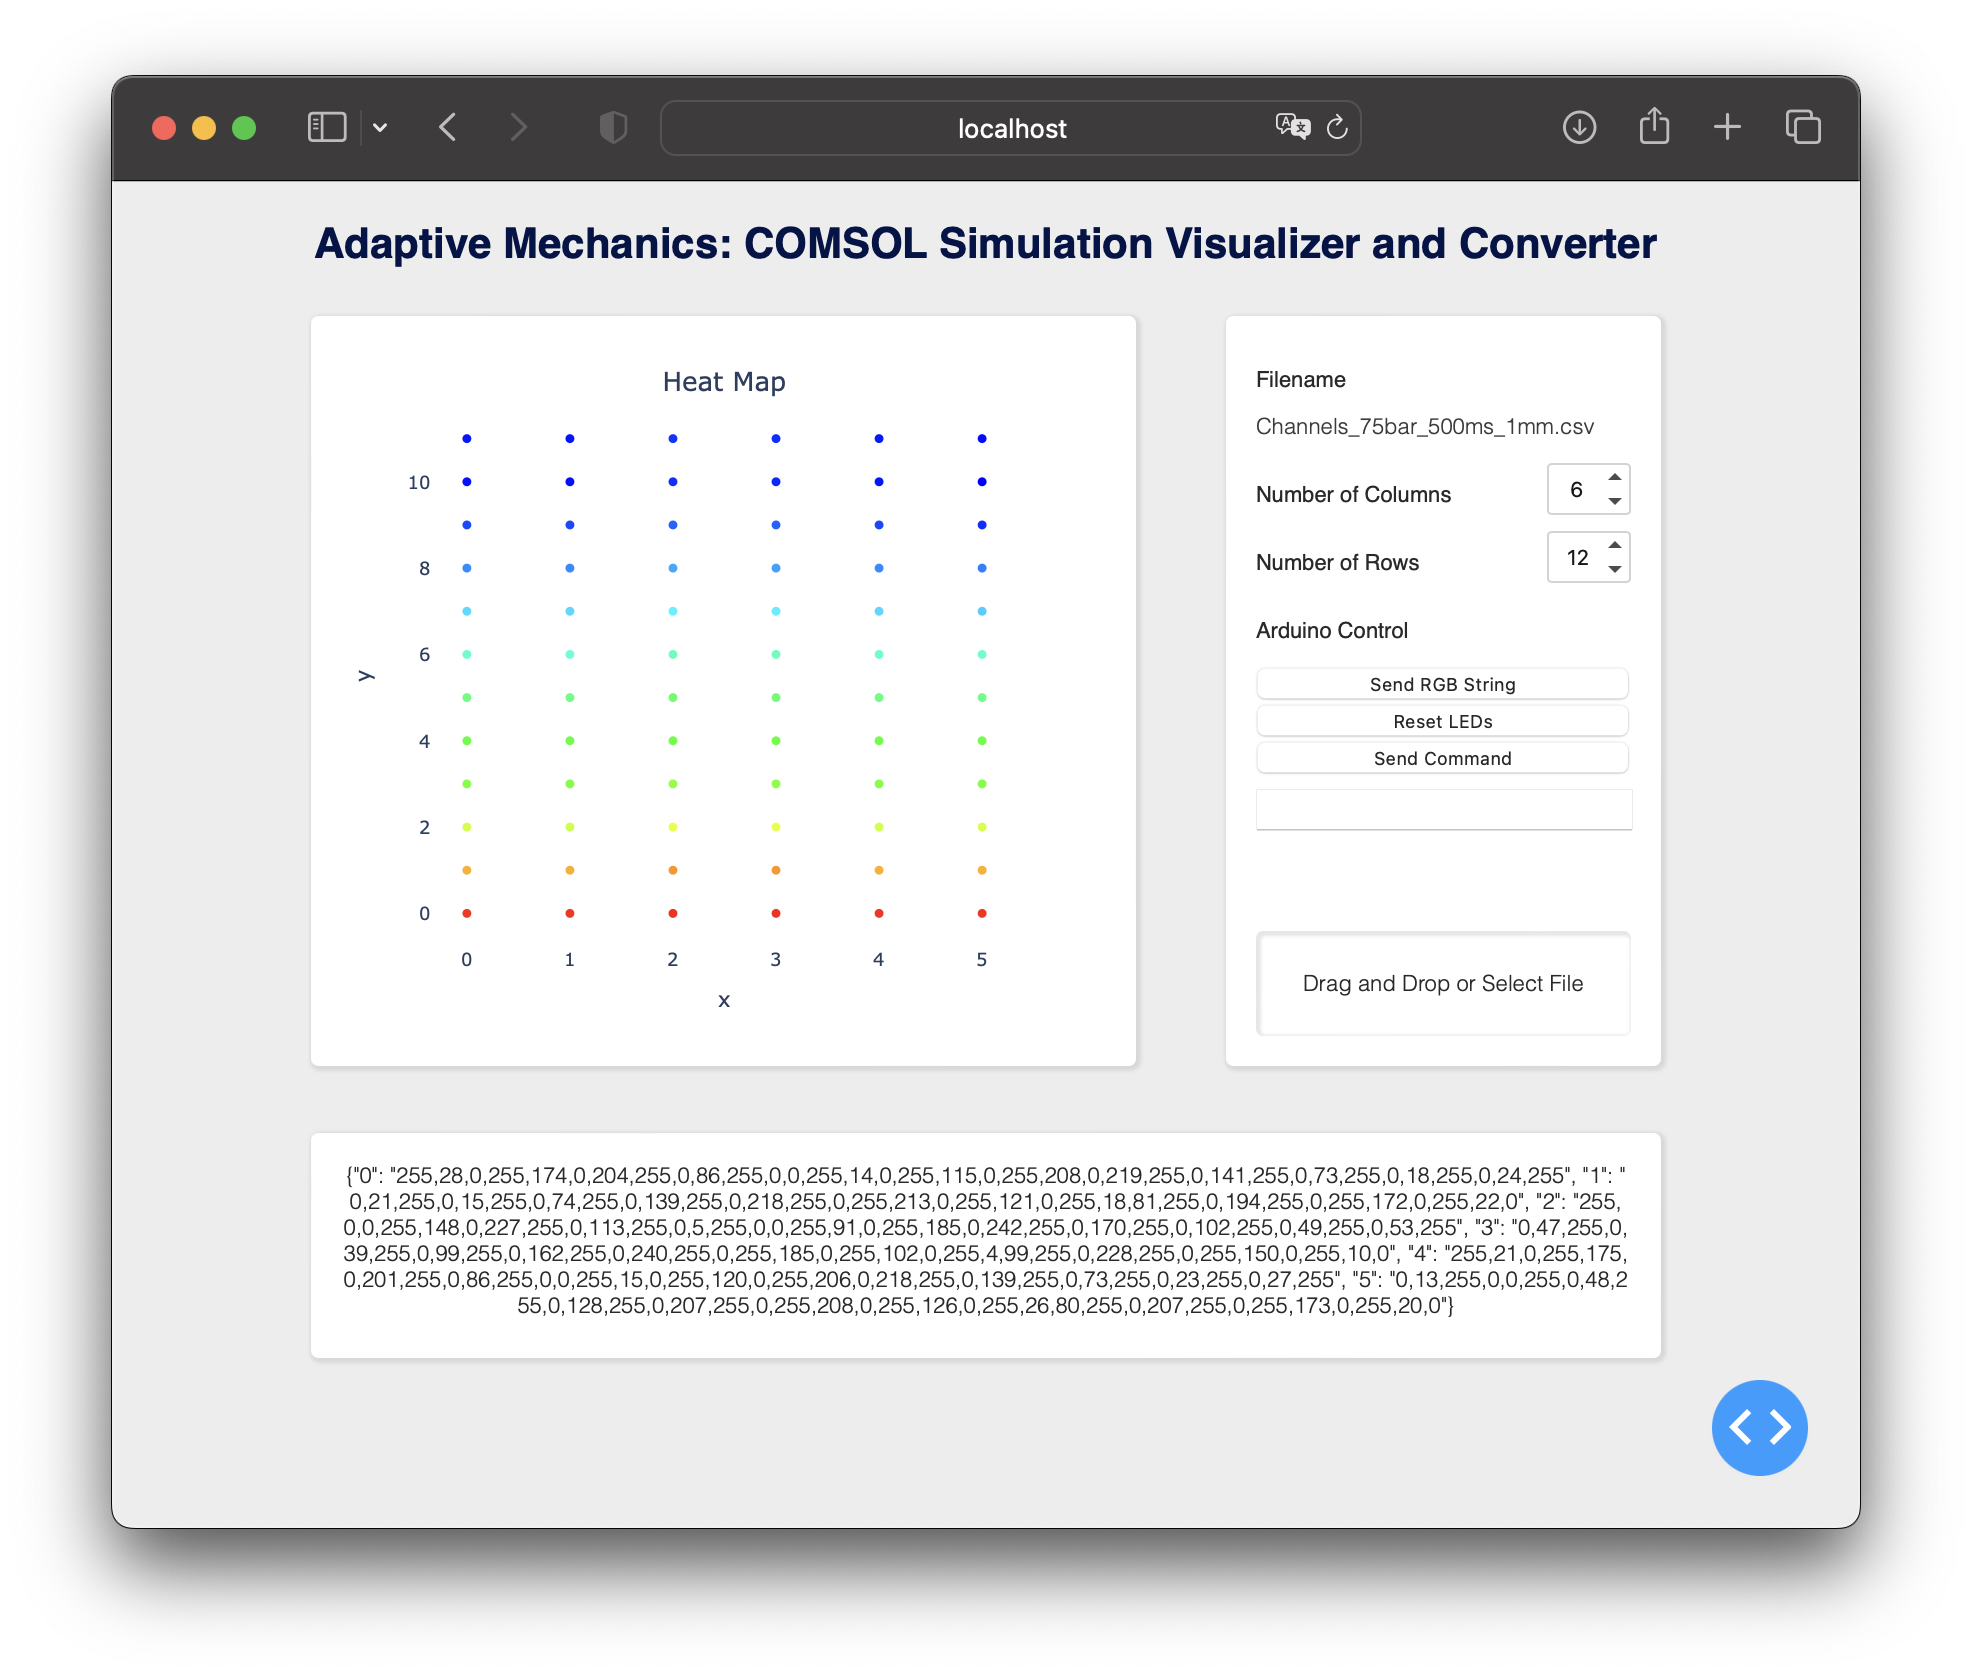 localhost
Adaptive Mechanics: COMSOL Simulation Visualizer and Converter
Heat Map
10
8
6
4
2
0
y
0 1 2 3 4 5
x
Filename
Channels_75bar_500ms_1mm.csv
Number of Columns 6
Number of Rows 12
Arduino Control
Send RGB String
Reset LEDs
Send Command
Drag and Drop or Select File
{"0": "255,28,0,255,174,0,204,255,0,86,255,0,0,255,14,0,255,115,0,255,208,0,219,255,0,141,255,0,73,255,0,18,255,0,24,255", "1": "
0,21,255,0,15,255,0,74,255,0,139,255,0,218,255,0,255,213,0,255,121,0,255,18,81,255,0,194,255,0,255,172,0,255,22,0", "2": "255,
0,0,255,148,0,227,255,0,113,255,0,5,255,0,0,255,91,0,255,185,0,242,255,0,170,255,0,102,255,0,49,255,0,53,255", "3": "0,47,255,0,
39,255,0,99,255,0,162,255,0,240,255,0,255,185,0,255,102,0,255,4,99,255,0,228,255,0,255,150,0,255,10,0", "4": "255,21,0,255,175,
0,201,255,0,86,255,0,0,255,15,0,255,120,0,255,206,0,218,255,0,139,255,0,73,255,0,23,255,0,27,255", "5": "0,13,255,0,0,255,0,48,2
55,0,128,255,0,207,255,0,255,208,0,255,126,0,255,26,80,255,0,207,255,0,255,173,0,255,20,0"}